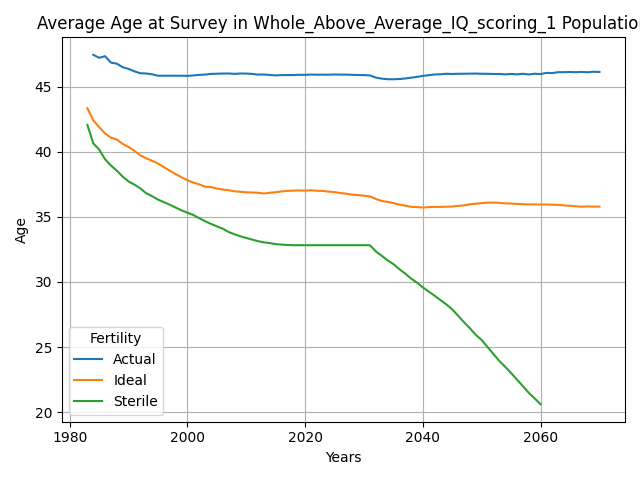 Average Age at Survey in Whole_Above_Average_IQ_scoring_1 Population
45
40
35
30
25
20
Age
Fertility
Actual
Ideal
Sterile
1980 2000 2020 2040 2060
Years